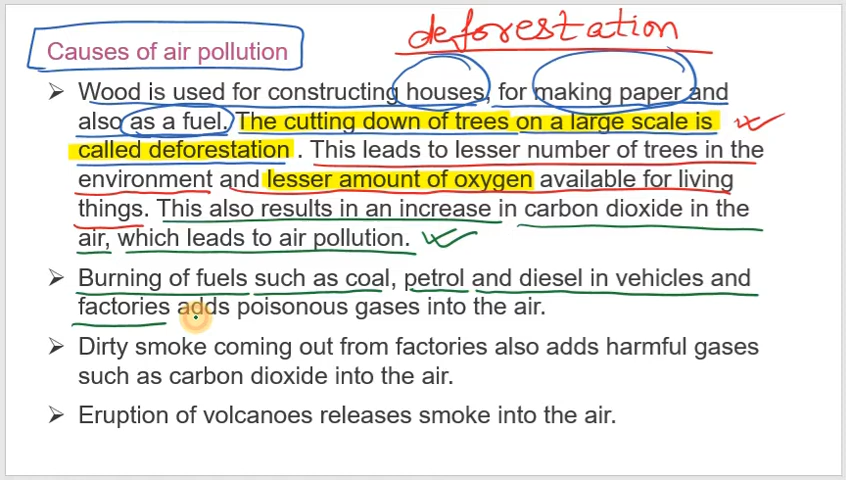 deforestation
Causes of air pollution
➤ Wood is used for constructing houses, for making paper and
also as a fuel. The cutting down of trees on a large scale is
called deforestation . This leads to lesser number of trees in the
environment and lesser amount of oxygen available for living
things. This also results in an increase in carbon dioxide in the
air, which leads to air pollution.
➤ Burning of fuels such as coal, petrol and diesel in vehicles and
factories adds poisonous gases into the air.
➤ Dirty smoke coming out from factories also adds harmful gases
such as carbon dioxide into the air.
➤ Eruption of volcanoes releases smoke into the air.